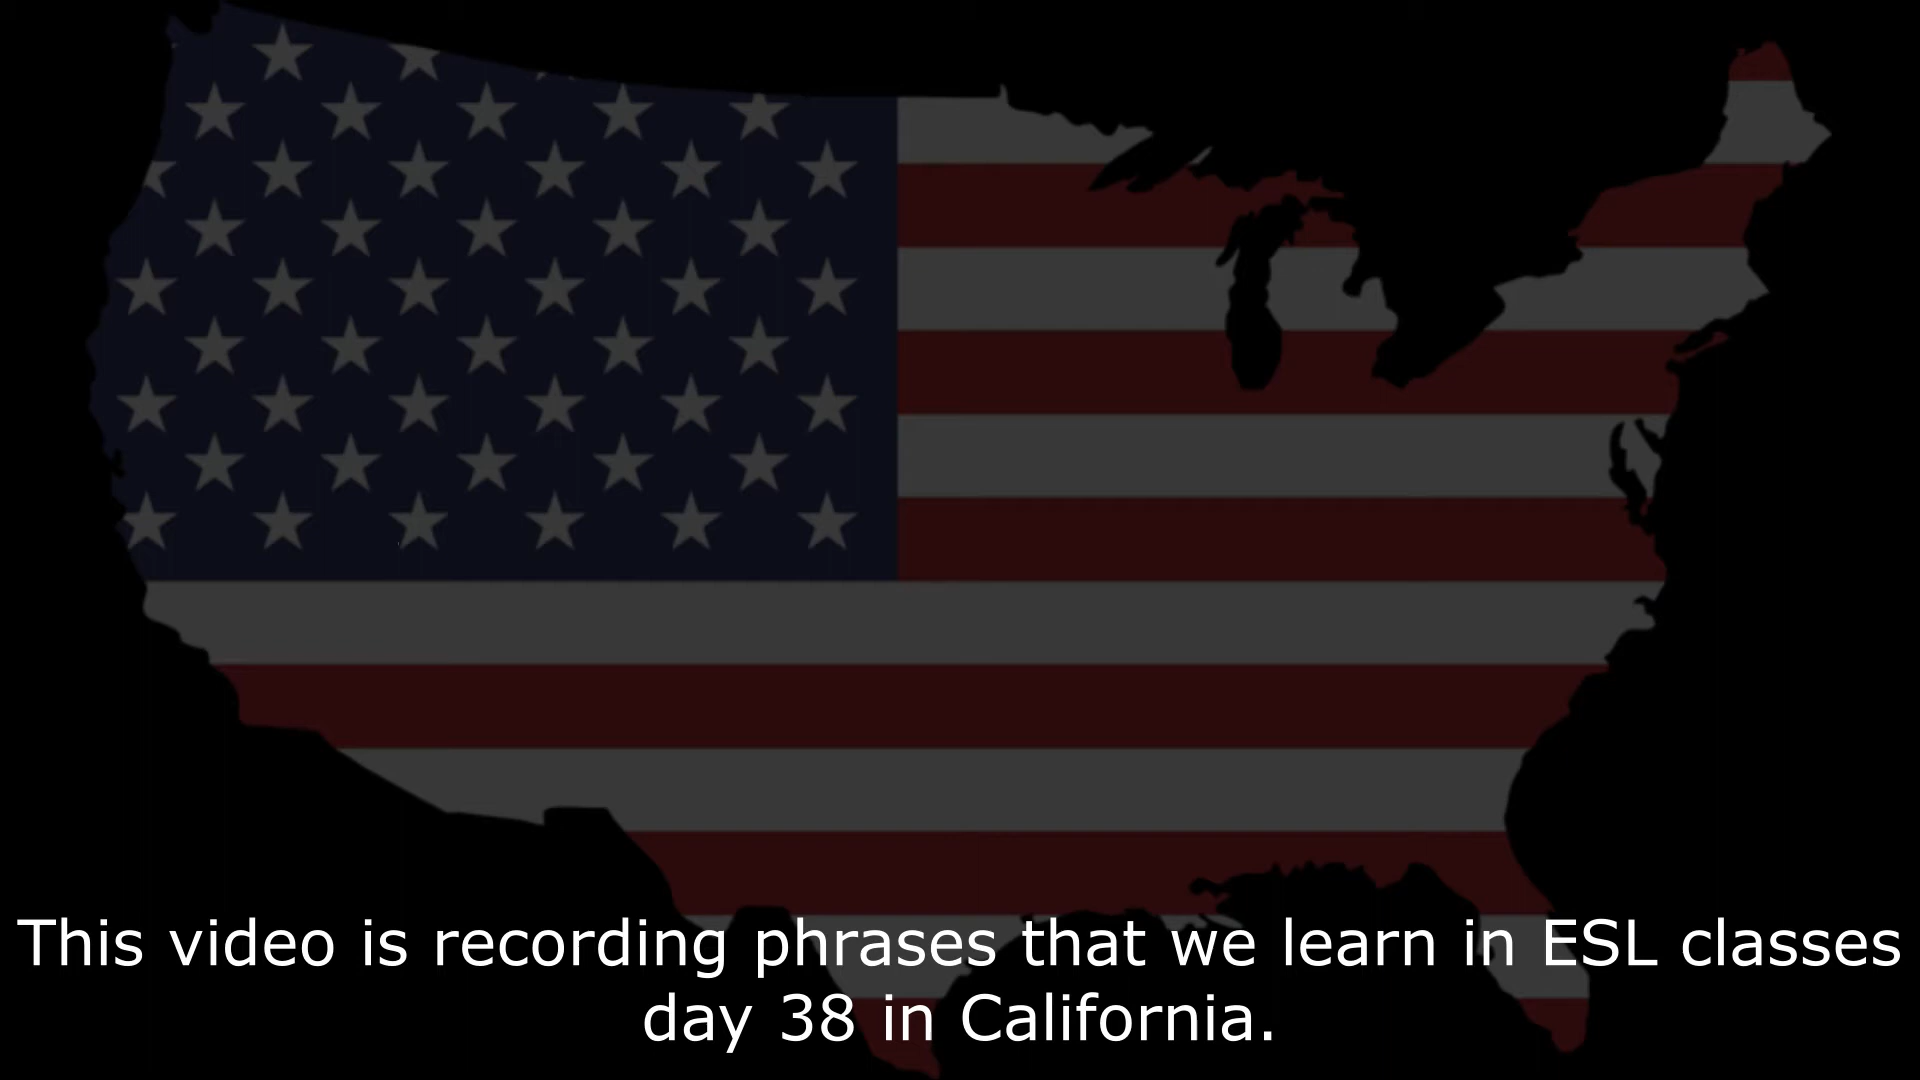 This video is recording phrases that we learn in ESL classes
day 38 in California.